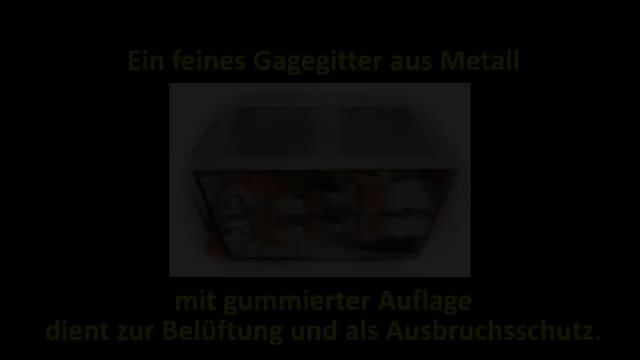 Ein feines Gagegitter aus Metall
mit gummierter Auflage
dient zur Belüftung und als Ausbruchsschutz.